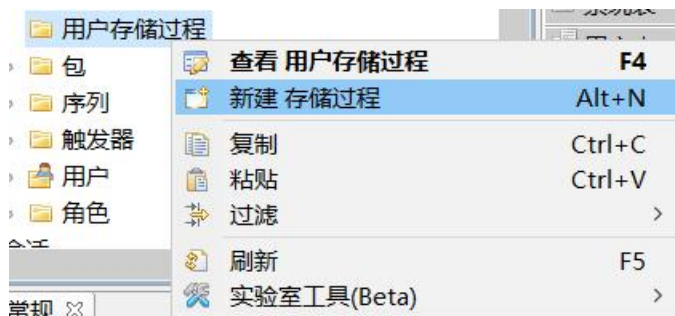 用户存储过程
包
序列
触发器
用户
角色
查看 用户存储过程 F4
新建 存储过程 Alt+N
复制 Ctrl+C
粘贴 Ctrl+V
过滤
刷新 F5
实验室工具(Beta)
常规